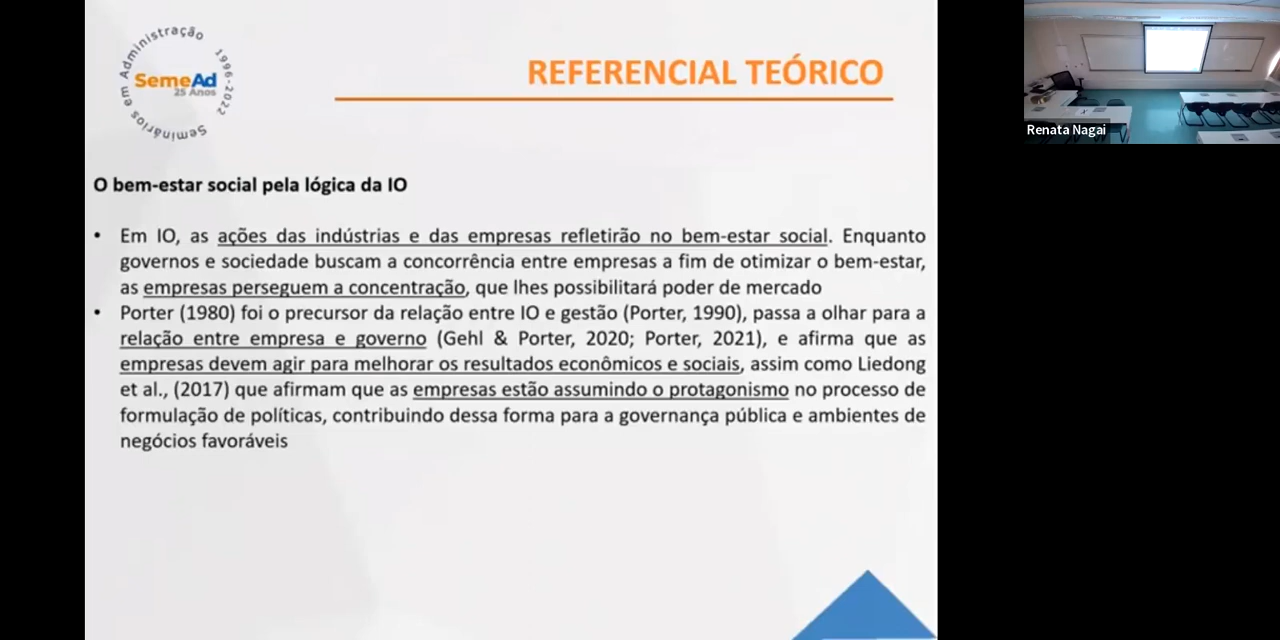 Seminários em Administração 1996-2022
SemeAd
25 Anos
REFERENCIAL TEÓRICO
Renata Nagai
O bem-estar social pela lógica da IO
• Em IO, as ações das indústrias e das empresas refletirão no bem-estar social. Enquanto
governos e sociedade buscam a concorrência entre empresas a fim de otimizar o bem-estar,
as empresas perseguem a concentração, que lhes possibilitará poder de mercado
• Porter (1980) foi o precursor da relação entre IO e gestão (Porter, 1990), passa a olhar para a
relação entre empresa e governo (Gehl & Porter, 2020; Porter, 2021), e afirma que as
empresas devem agir para melhorar os resultados econômicos e sociais, assim como Liedong
et al., (2017) que afirmam que as empresas estão assumindo o protagonismo no processo de
formulação de políticas, contribuindo dessa forma para a governança pública e ambientes de
negócios favoráveis